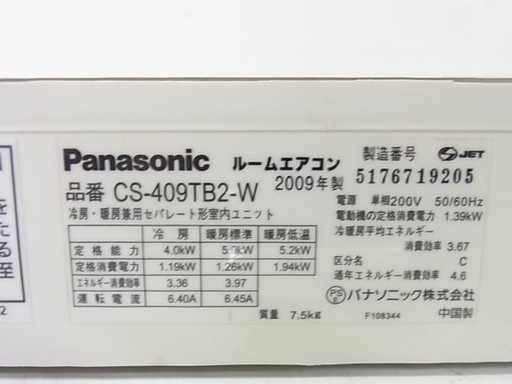 を
たる
る
至
2
Panasonic ルームエアコン
品番 CS-409TB2-W 2009年製
冷房・暖房兼用セパレート形室内ユニット
冷房 暖房標準 暖房低温
定格能力 4.0kW 5.0kW 5.2kW
定格消費電力 1.19kW 1.26kW 1.94kW
エネルギー消費効率 3.36 3.97
運転電流 6.40A 6.45A
質量 7.5kg
製造番号 JET
5176719205
電源 単相200V 50/60Hz
電動機の定格消費電力 1.39kW
冷暖房平均エネルギー
消費効率 3.67
区分名 C
通年エネルギー消費効率 4.6
PS E パナソニック株式会社
F108344 中国製